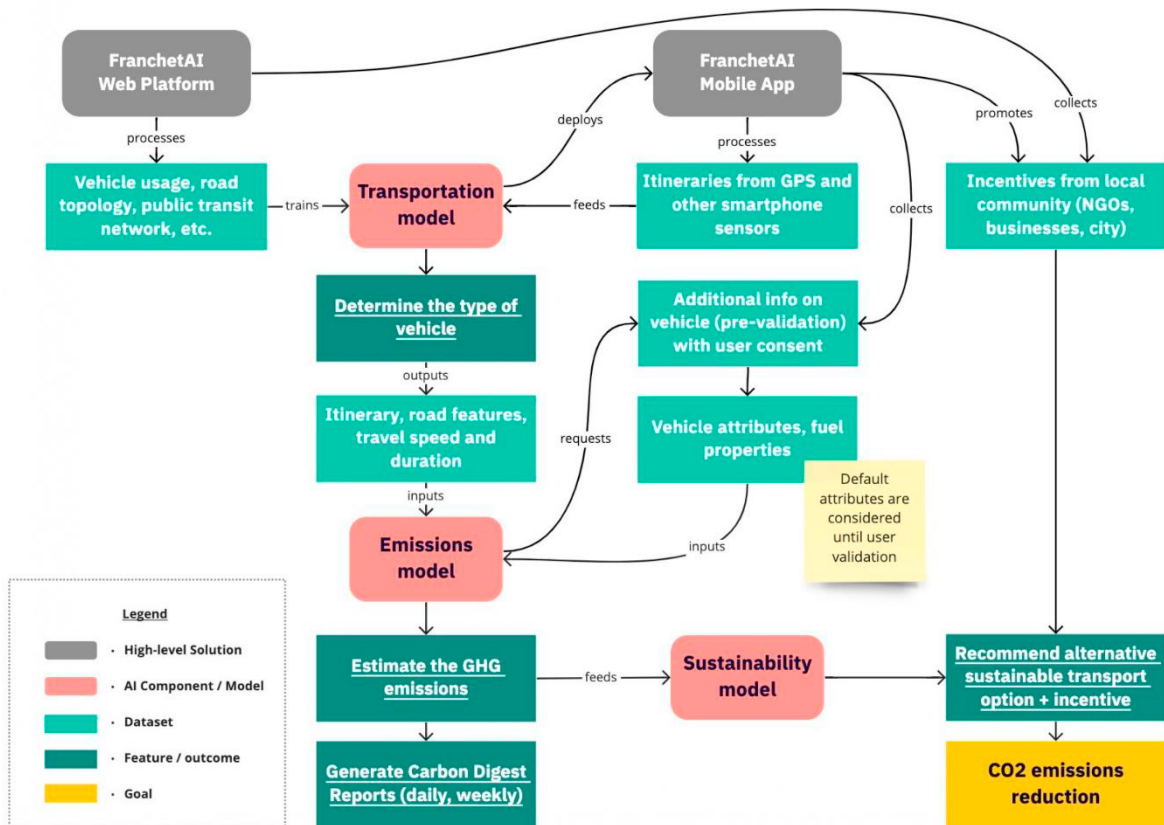 FranchetAI
Web Platform
FranchetAI
Mobile App
processes
deploys
processes
promotes
collects
Vehicle usage, road
topology, public transit
network, etc.
trains
Transportation
model
feeds
Itineraries from GPS and
other smartphone
sensors
collects
Incentives from local
community (NGOs,
businesses, city)
Determine the type of
vehicle
Additional info on
vehicle (pre-validation)
with user consent
outputs
Itinerary, road features,
travel speed and
duration
requests
Vehicle attributes, fuel
properties
Default
attributes are
considered
until user
validation
inputs
Emissions
model
inputs
Legend
· High-level Solution
· AI Component / Model
· Dataset
· Feature / outcome
· Goal
Estimate the GHG
emissions
feeds
Sustainability
model
Recommend alternative
sustainable transport
option + incentive
Generate Carbon Digest
Reports (daily, weekly)
CO2 emissions
reduction